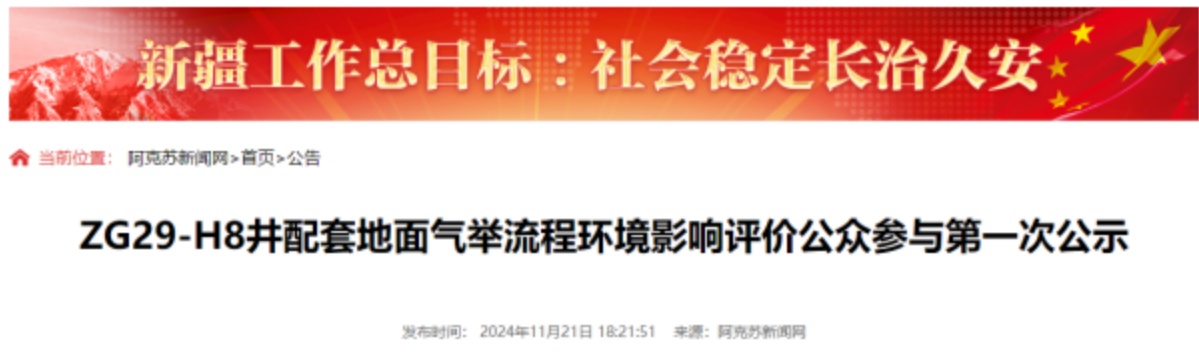 新疆工作总目标：社会稳定长治久安
当前位置： 阿克苏新闻网>首页>公告
ZG29-H8井配套地面气举流程环境影响评价公众参与第一次公示
发布时间： 2024年11月21日 18:21:51 来源：阿克苏新闻网